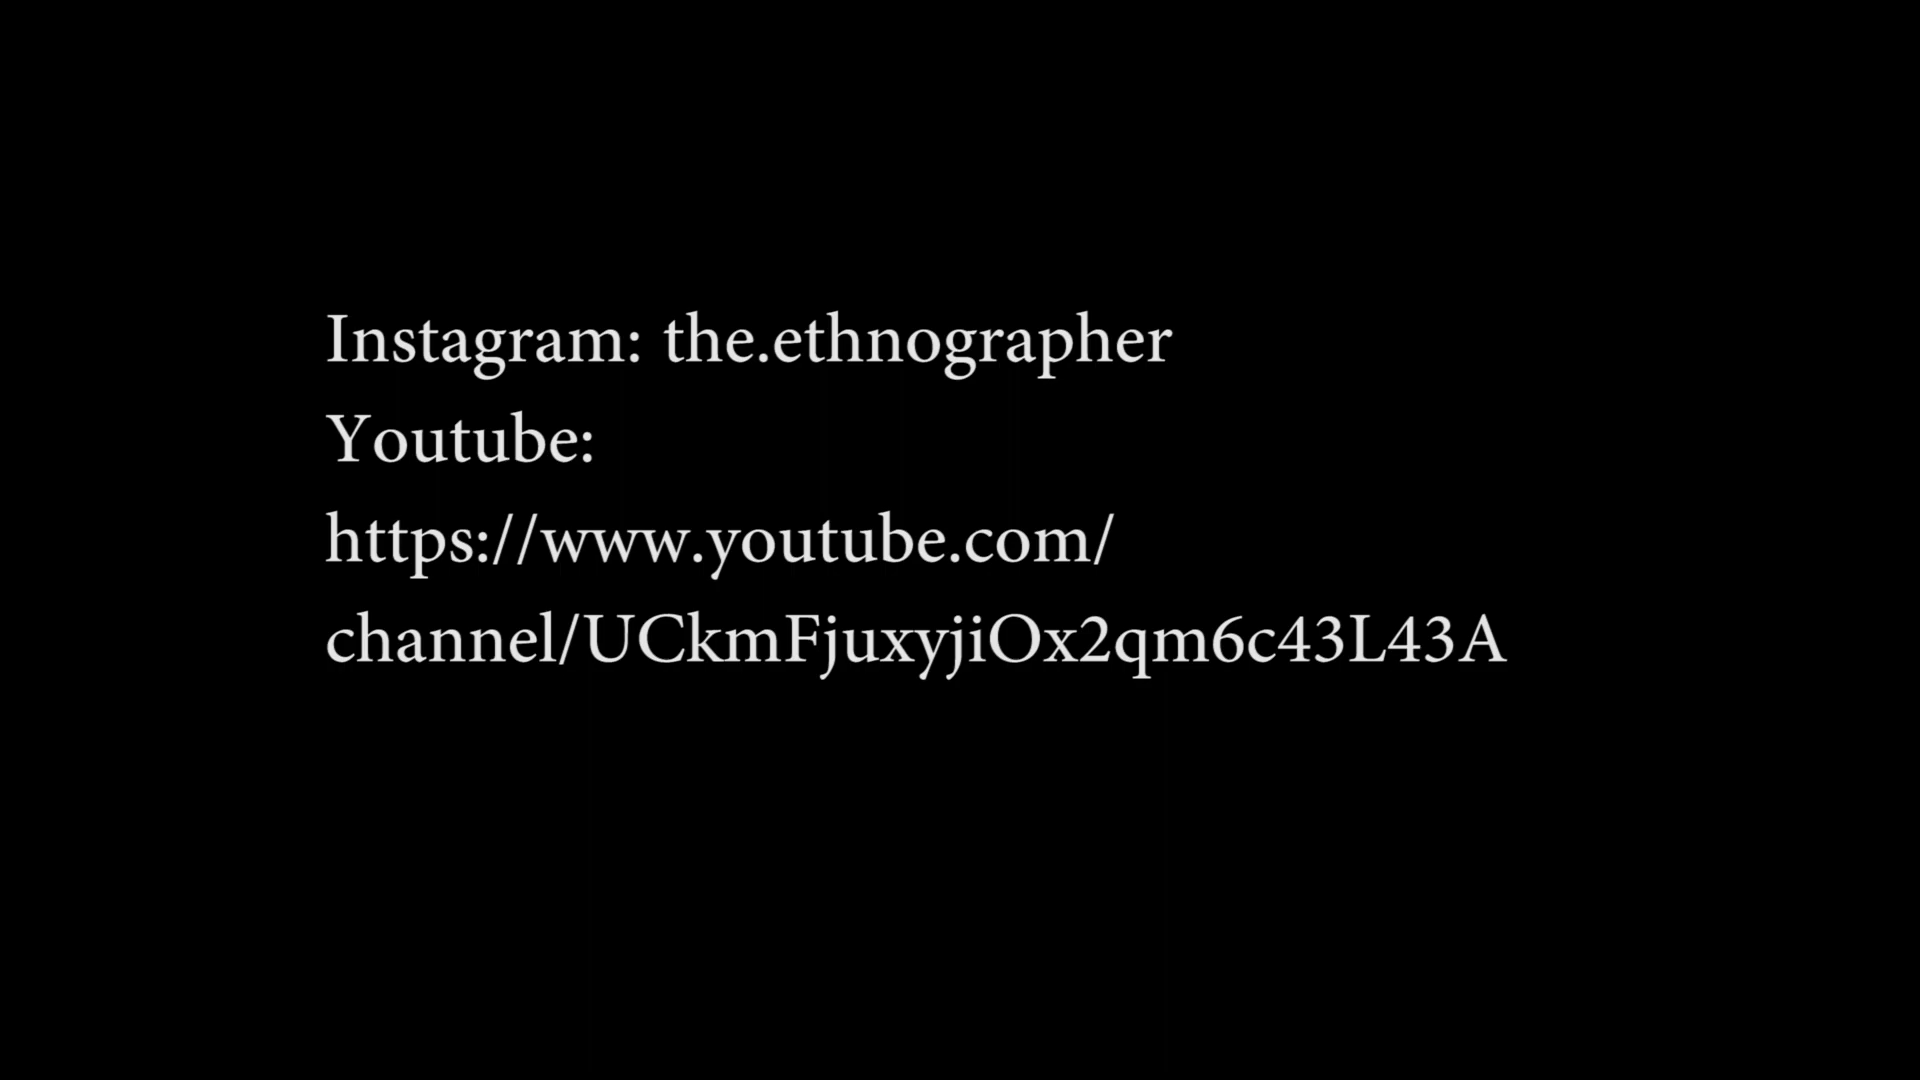 Instagram: the.ethnographer
Youtube:
https://www.youtube.com/
channel/UCkmFjuxyjiOx2qm6c43L43A